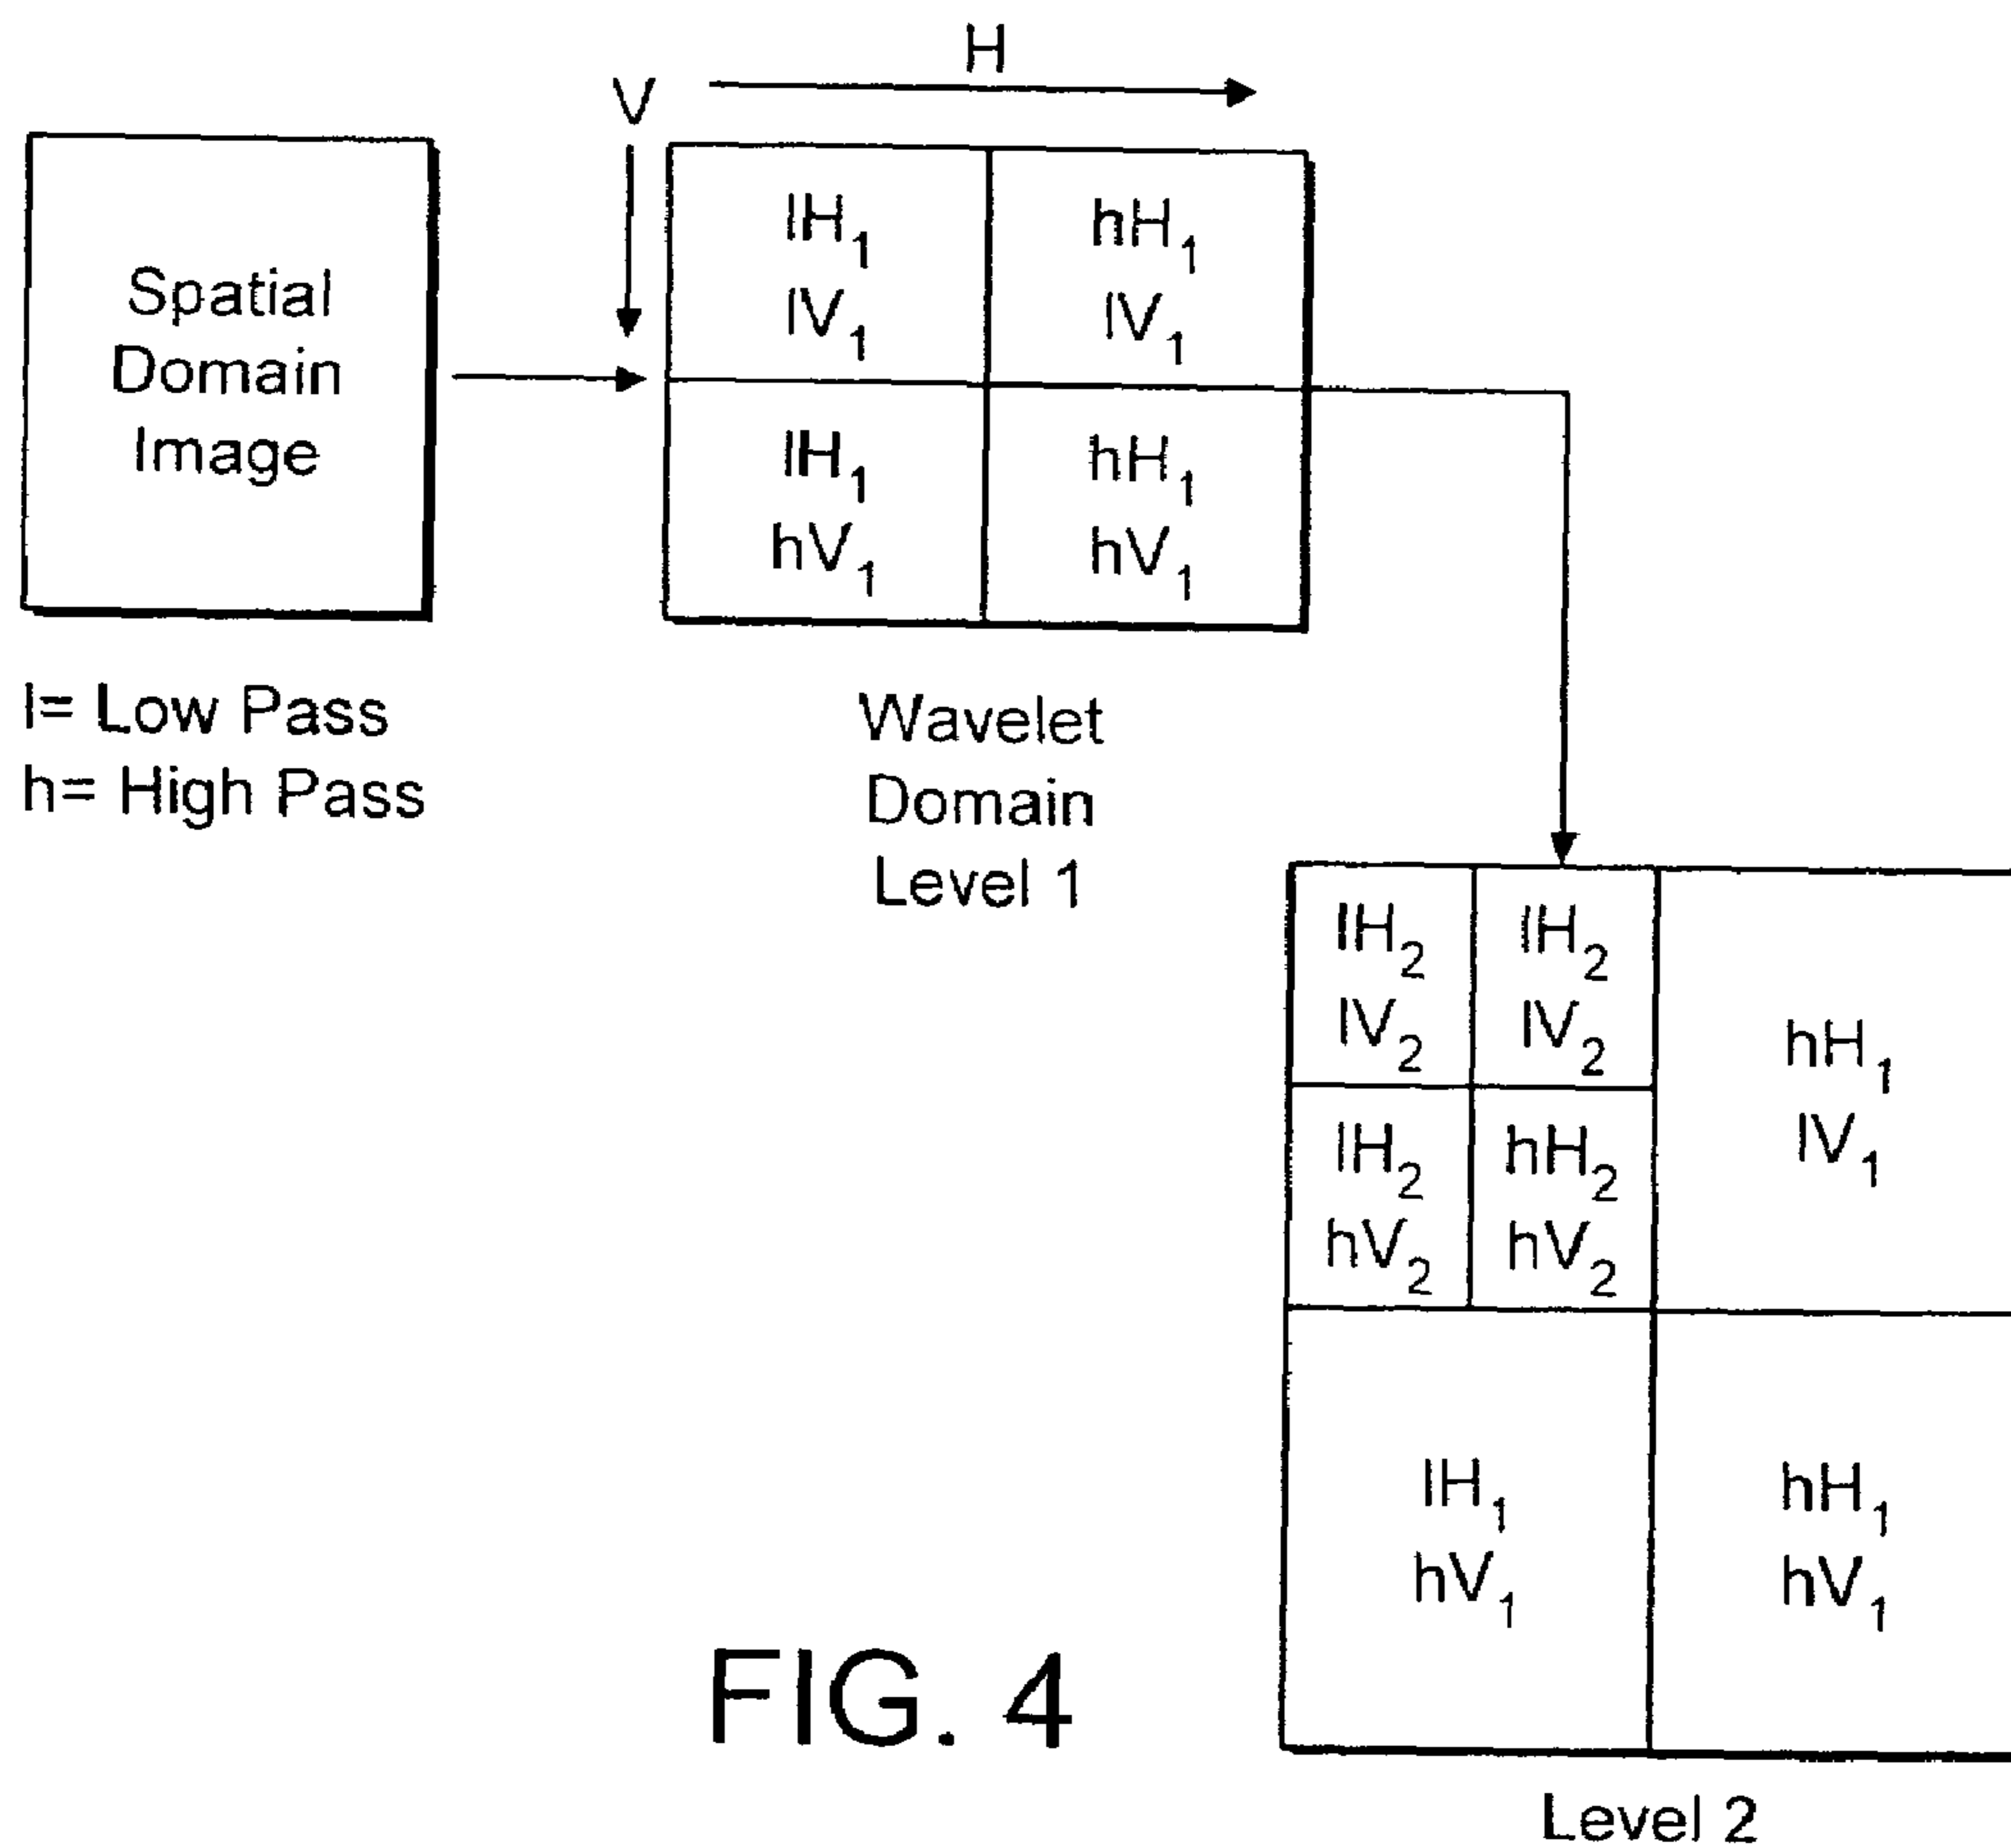 H
V
Spatial
Domain
Image
lH₁
lV₁
hH₁
lV₁
lH₁
hV₁
hH₁
hV₁
l= Low Pass
h= High Pass
Wavelet
Domain
Level 1
lH₂
lV₂
lH₂
lV₂
hH₁
lV₁
lH₂
hV₂
hH₂
hV₂
lH₁
hV₁
hH₁
hV₁
FIG. 4
Level 2